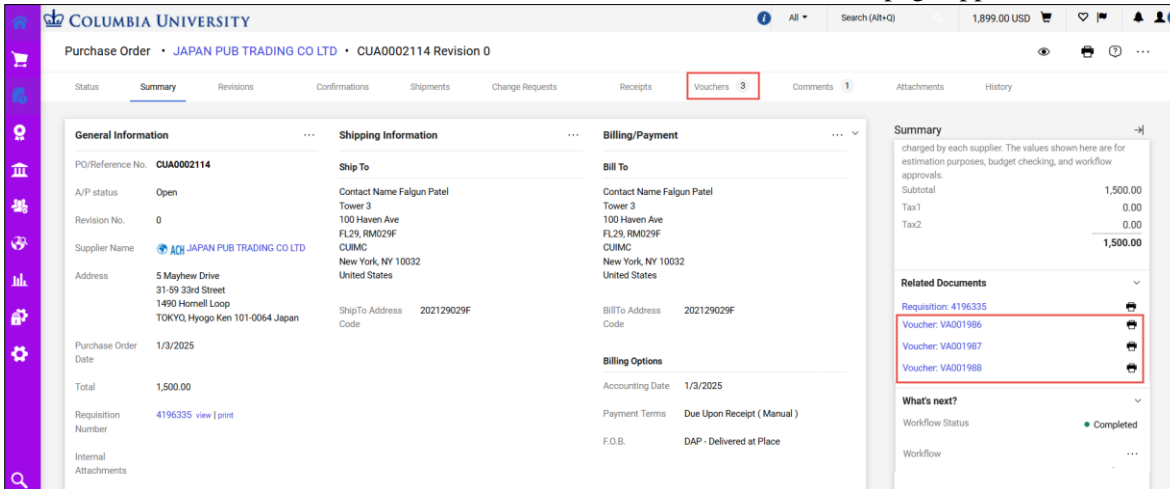 COLUMBIA UNIVERSITY
All
Search (Alt+Q)
1,899.00 USD
Purchase Order • JAPAN PUB TRADING CO LTD • CUA0002114 Revision 0
Status Summary Revisions Confirmations Shipments Change Requests Receipts Vouchers 3 Comments 1 Attachments History
General Information ...
PO/Reference No. CUA0002114
A/P status Open
Revision No. 0
Supplier Name ACH JAPAN PUB TRADING CO LTD
Address 5 Mayhew Drive
31-59 33rd Street
1490 Hornell Loop
TOKYO, Hyogo Ken 101-0064 Japan
Purchase Order
Date 1/3/2025
Total 1,500.00
Requisition
Number 4196335 view | print
Internal
Attachments
Shipping Information ...
Ship To
Contact Name Falgun Patel
Tower 3
100 Haven Ave
FL29, RM029F
CUIMC
New York, NY 10032
United States
ShipTo Address
Code 202129029F
Billing/Payment ...
Bill To
Contact Name Falgun Patel
Tower 3
100 Haven Ave
FL29, RM029F
CUIMC
New York, NY 10032
United States
BillTo Address
Code 202129029F
Billing Options
Accounting Date 1/3/2025
Payment Terms Due Upon Receipt ( Manual )
F.O.B. DAP - Delivered at Place
Summary
charged by each supplier. The values shown here are for
estimation purposes, budget checking, and workflow
approvals.
Subtotal 1,500.00
Tax1 0.00
Tax2 0.00
1,500.00
Related Documents
Requisition: 4196335
Voucher: VA001986
Voucher: VA001987
Voucher: VA001988
What's next?
Workflow Status Completed
Workflow ...